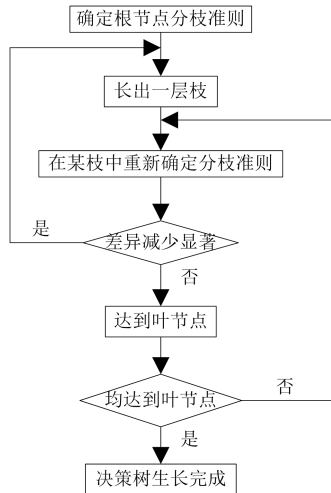 确定根节点分枝准则
长出一层枝
在某枝中重新确定分枝准则
是
差异减少显著
否
达到叶节点
否
均达到叶节点
是
决策树生长完成